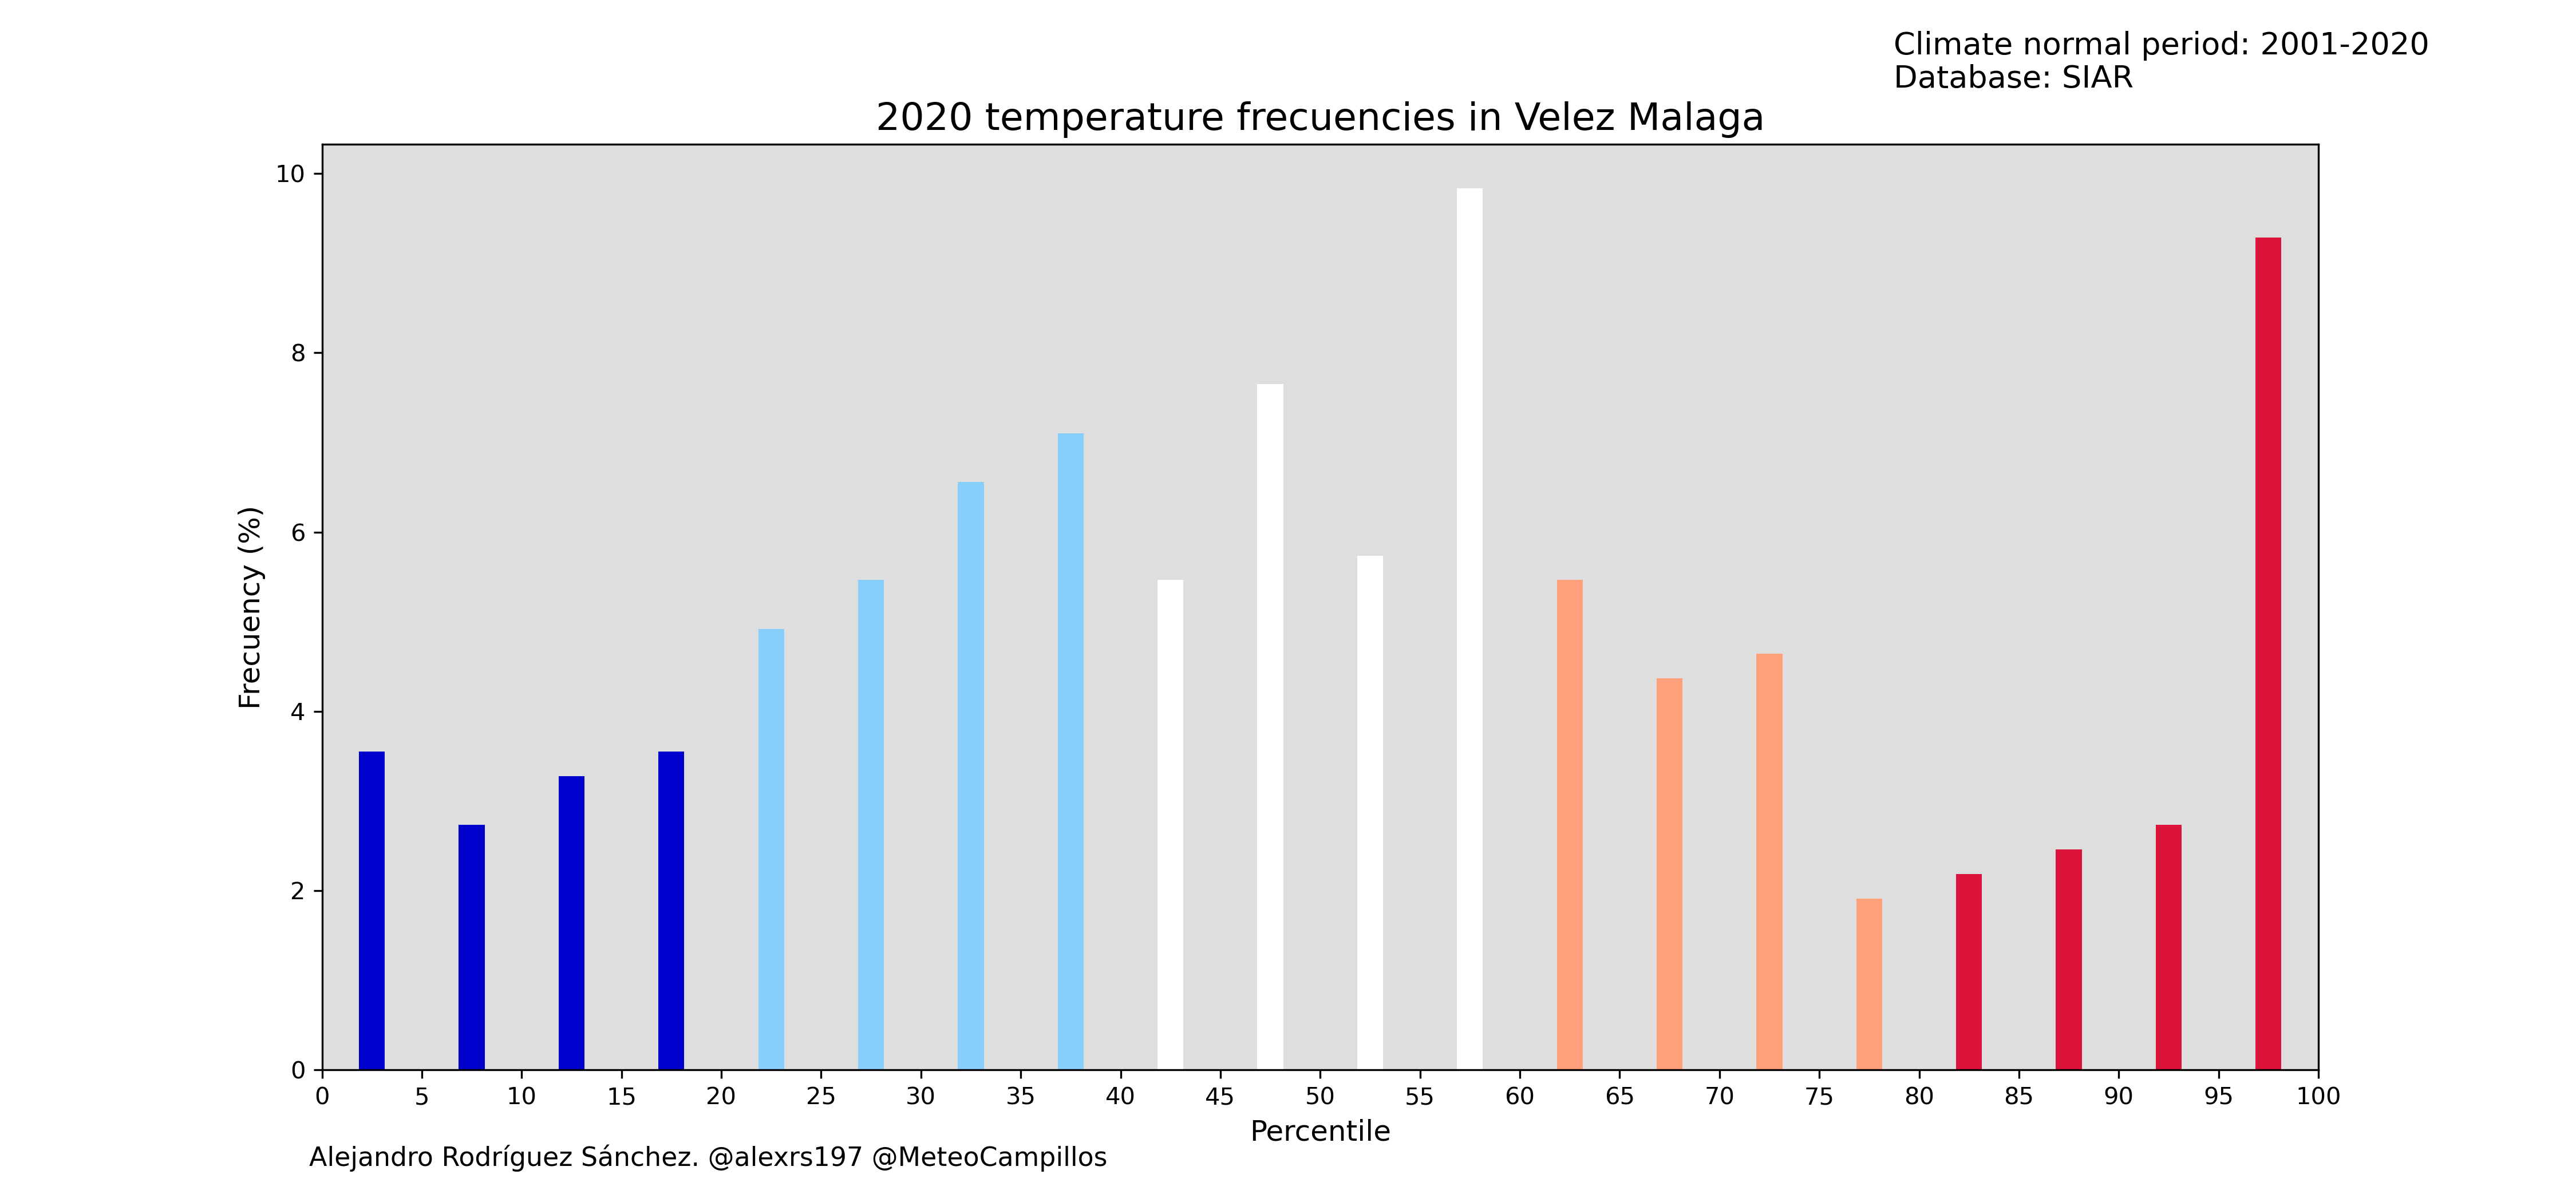 Climate normal period: 2001-2020
Database: SIAR
2020 temperature frecuencies in Velez Malaga
10
8
6
4
2
0
Frecuency (%)
0 5 10 15 20 25 30 35 40 45 50 55 60 65 70 75 80 85 90 95 100
Percentile
Alejandro Rodríguez Sánchez. @alexrs197 @MeteoCampillos